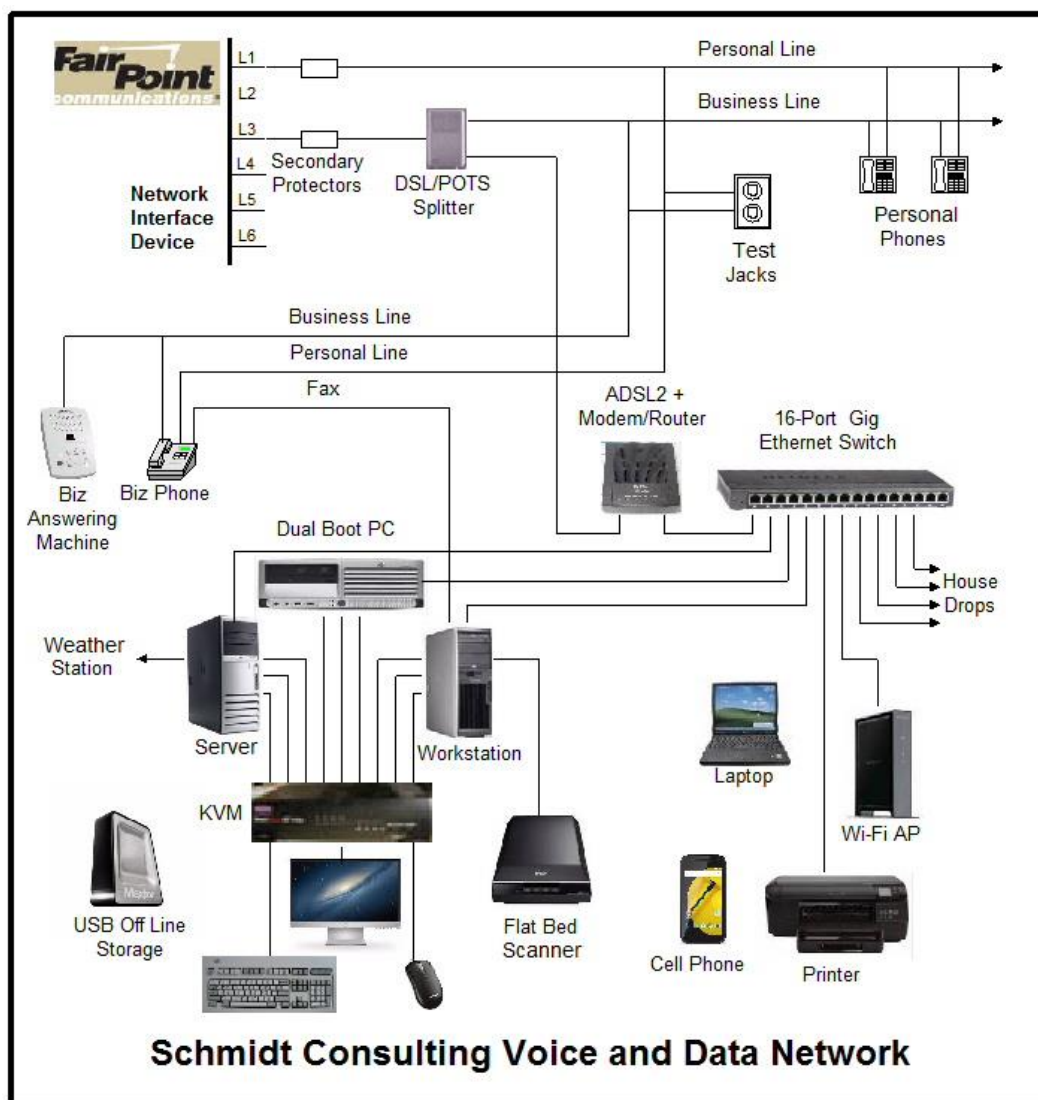 Fair
Point
communications
L1
L2
L3
L4
L5
L6
Personal Line
Business Line
Secondary
Protectors
DSL/POTS
Splitter
Network
Interface
Device
Personal
Phones
Test
Jacks
Business Line
Personal Line
Fax
ADSL2 +
Modem/Router
16-Port Gig
Ethernet Switch
Biz
Answering
Machine
Biz Phone
Dual Boot PC
House
Drops
Weather
Station
Server
Workstation
Laptop
KVM
Wi-Fi AP
Maxtor
USB Off Line
Storage
Flat Bed
Scanner
Cell Phone
Printer
Schmidt Consulting Voice and Data Network